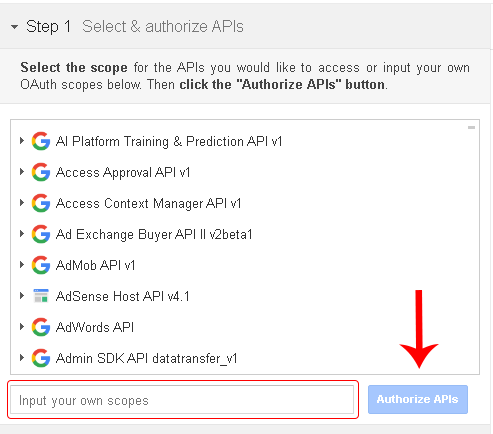 Step 1 Select & authorize APIs
Select the scope for the APIs you would like to access or input your own
OAuth scopes below. Then click the "Authorize APIs" button.
AI Platform Training & Prediction API v1
Access Approval API v1
Access Context Manager API v1
Ad Exchange Buyer API II v2beta1
AdMob API v1
AdSense Host API v4.1
AdWords API
Admin SDK API datatransfer_v1
Input your own scopes
Authorize APIs